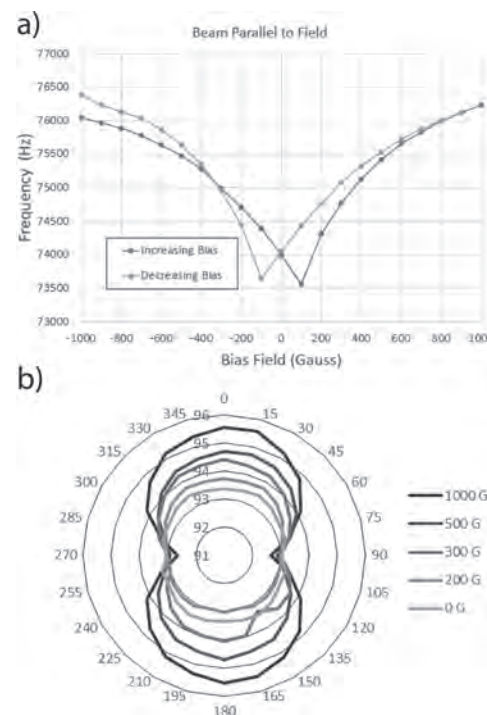 a)
Beam Parallel to Field
77000
76500
76000
75500
75000
74500
74000
73500
73000
Frequency (Hz)
Increasing Bias
Decreasing Bias
-1000 -800 -600 -400 -200 0 200 400 600 800 1000
Bias Field (Gauss)
b)
0
345 15
330 30
315 45
300 60
285 75
270 90
255 105
240 120
225 135
210 150
195 165
180
96
95
94
93
92
91
1000 G
500 G
300 G
200 G
0 G